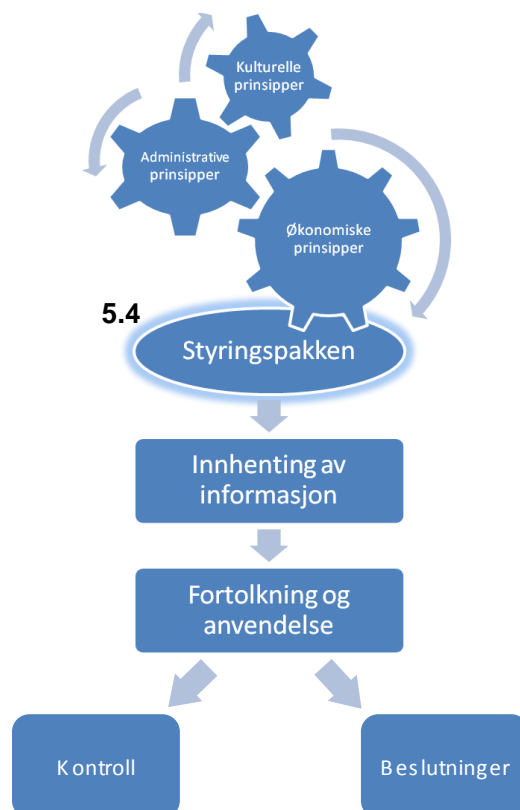 Kulturelle
prinsipper
Administrative
prinsipper
Økonomiske
prinsipper
5.4
Styringspakken
Innhenting av
informasjon
Fortolkning og
anvendelse
Kontroll
Beslutninger